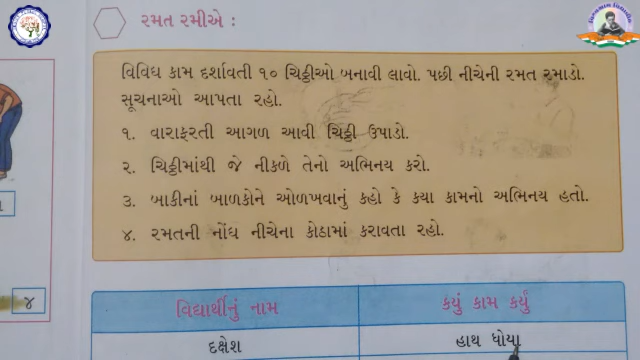 રમત રમીએ :
વિવિધ કામ દર્શાવતી ૧૦ ચિઠ્ઠીઓ બનાવી લાવો. પછી નીચેની રમત રમાડો.
સૂચનાઓ આપતા રહો.
૧. વારાફરતી આગળ આવી ચિઠ્ઠી ઉપાડો.
૨. ચિઠ્ઠીમાંથી જે નીકળે તેનો અભિનય કરો.
૩. બાકીનાં બાળકોને ઓળખવાનું કહો કે કયા કામનો અભિનય હતો.
૪. રમતની નોંધ નીચેના કોઠામાં કરાવતા રહો.
૪
વિદ્યાર્થીનું નામ કયું કામ કર્યું
દક્ષેશ હાથ ધોયા